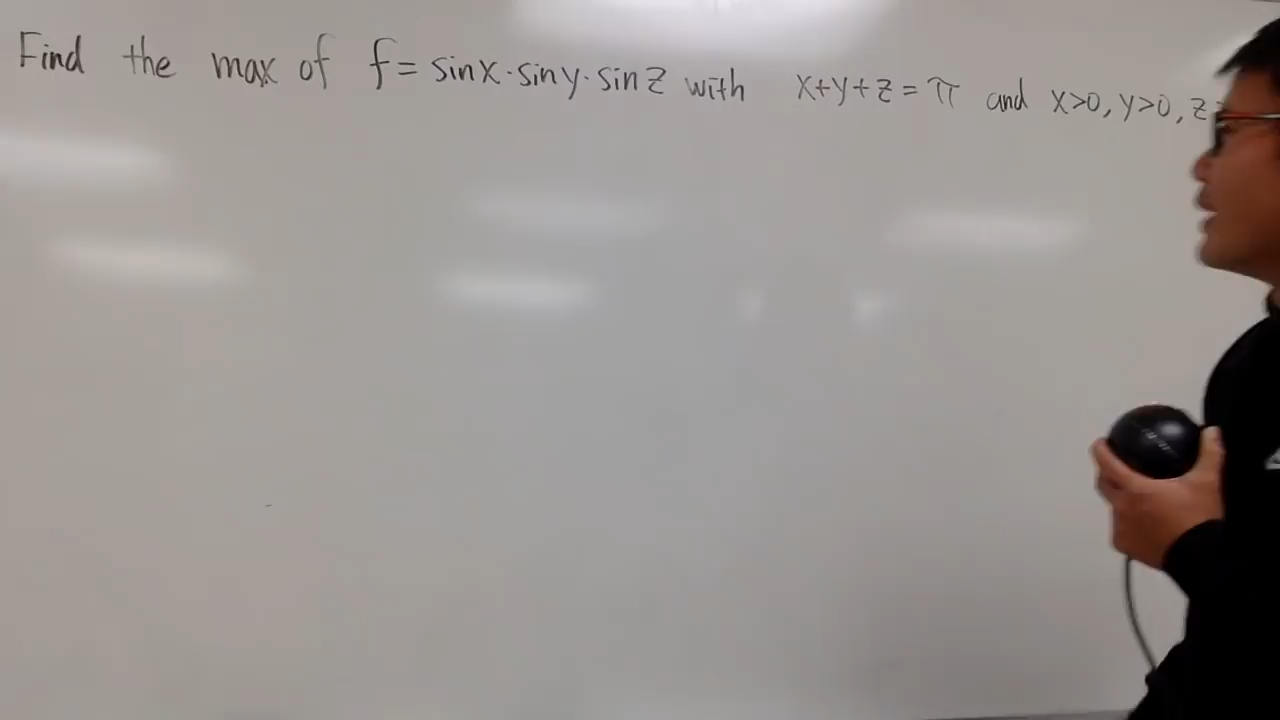 Find the max of f = sinx·siny·sinz with x+y+z=π and x>0, y>0, z